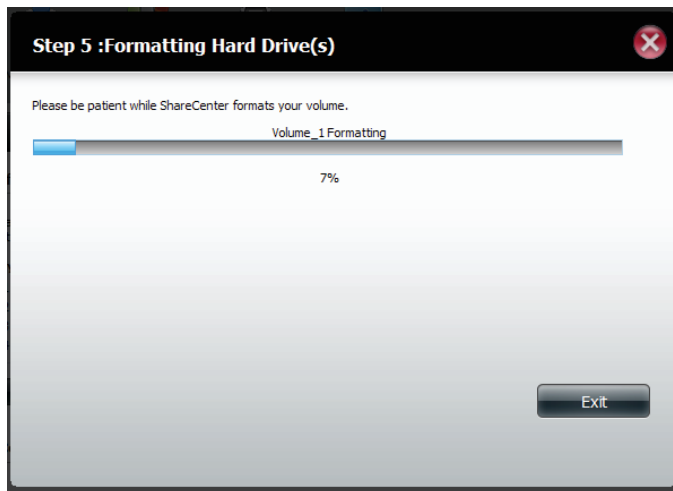 Step 5 :Formatting Hard Drive(s)
Please be patient while ShareCenter formats your volume.
Volume_1 Formatting
7%
Exit